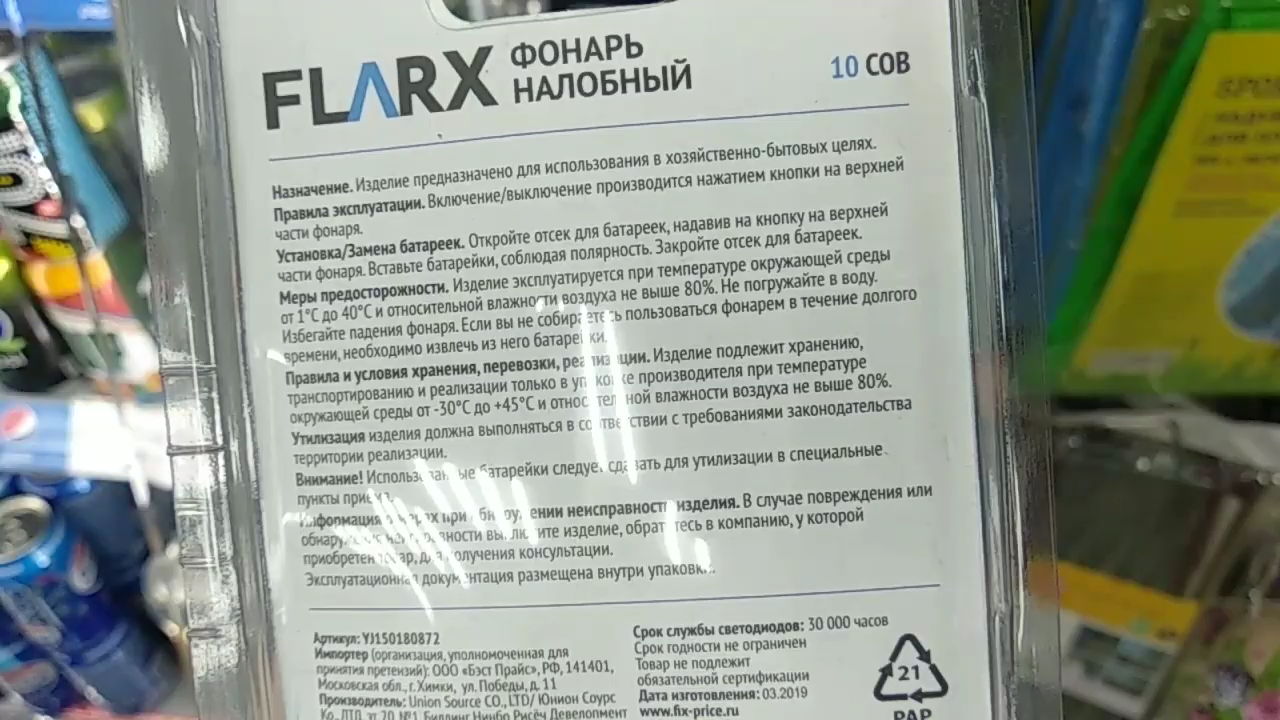 FLARX ФОНАРЬ
НАЛОБНЫЙ
10 COB
Назначение. Изделие предназначено для использования в хозяйственно-бытовых целях.
Правила эксплуатации. Включение/выключение производится нажатием кнопки на верхней
части фонаря.
Установка/Замена батареек. Откройте отсек для батареек, надавив на кнопку на верхней
части фонаря. Вставьте батарейки, соблюдая полярность. Закройте отсек для батареек.
Меры предосторожности. Изделие эксплуатируется при температуре окружающей среды
от 1°С до 40°С и относительной влажности воздуха не выше 80%. Не погружайте в воду.
Избегайте падения фонаря. Если вы не собираетесь пользоваться фонарем в течение долгого
времени, необходимо извлечь из него батарейки.
Правила и условия хранения, перевозки, реализации. Изделие подлежит хранению,
транспортированию и реализации только в упаковке производителя при температуре
окружающей среды от -30°С до +45°С и относительной влажности воздуха не выше 80%.
Утилизация изделия должна выполняться в соответствии с требованиями законодательства
территории реализации.
Внимание! Использованные батарейки следует сдавать для утилизации в специальные
пункты приема.
Информация о мерах при обнаружении неисправности изделия. В случае повреждения или
обнаружения неисправности выключите изделие, обратитесь в компанию, у которой
приобретен товар, для получения консультации.
Эксплуатационная документация размещена внутри упаковки.
Артикул: YJ150180872
Импортер (организация, уполномоченная для
принятия претензий): ООО «Бэст Прайс», РФ, 141401,
Московская обл., г.Химки, ул.Победы, д. 11
Производитель: Union Source CO., LTD/ Юнион Соурс
Ко.,ЛТД, эт.20, №1, Билдинг Нинбо Рисёч Девелопмент
Срок службы светодиодов: 30 000 часов
Срок годности не ограничен
Товар не подлежит
обязательной сертификации
Дата изготовления: 03.2019
www.fix-price.ru
21
PAP